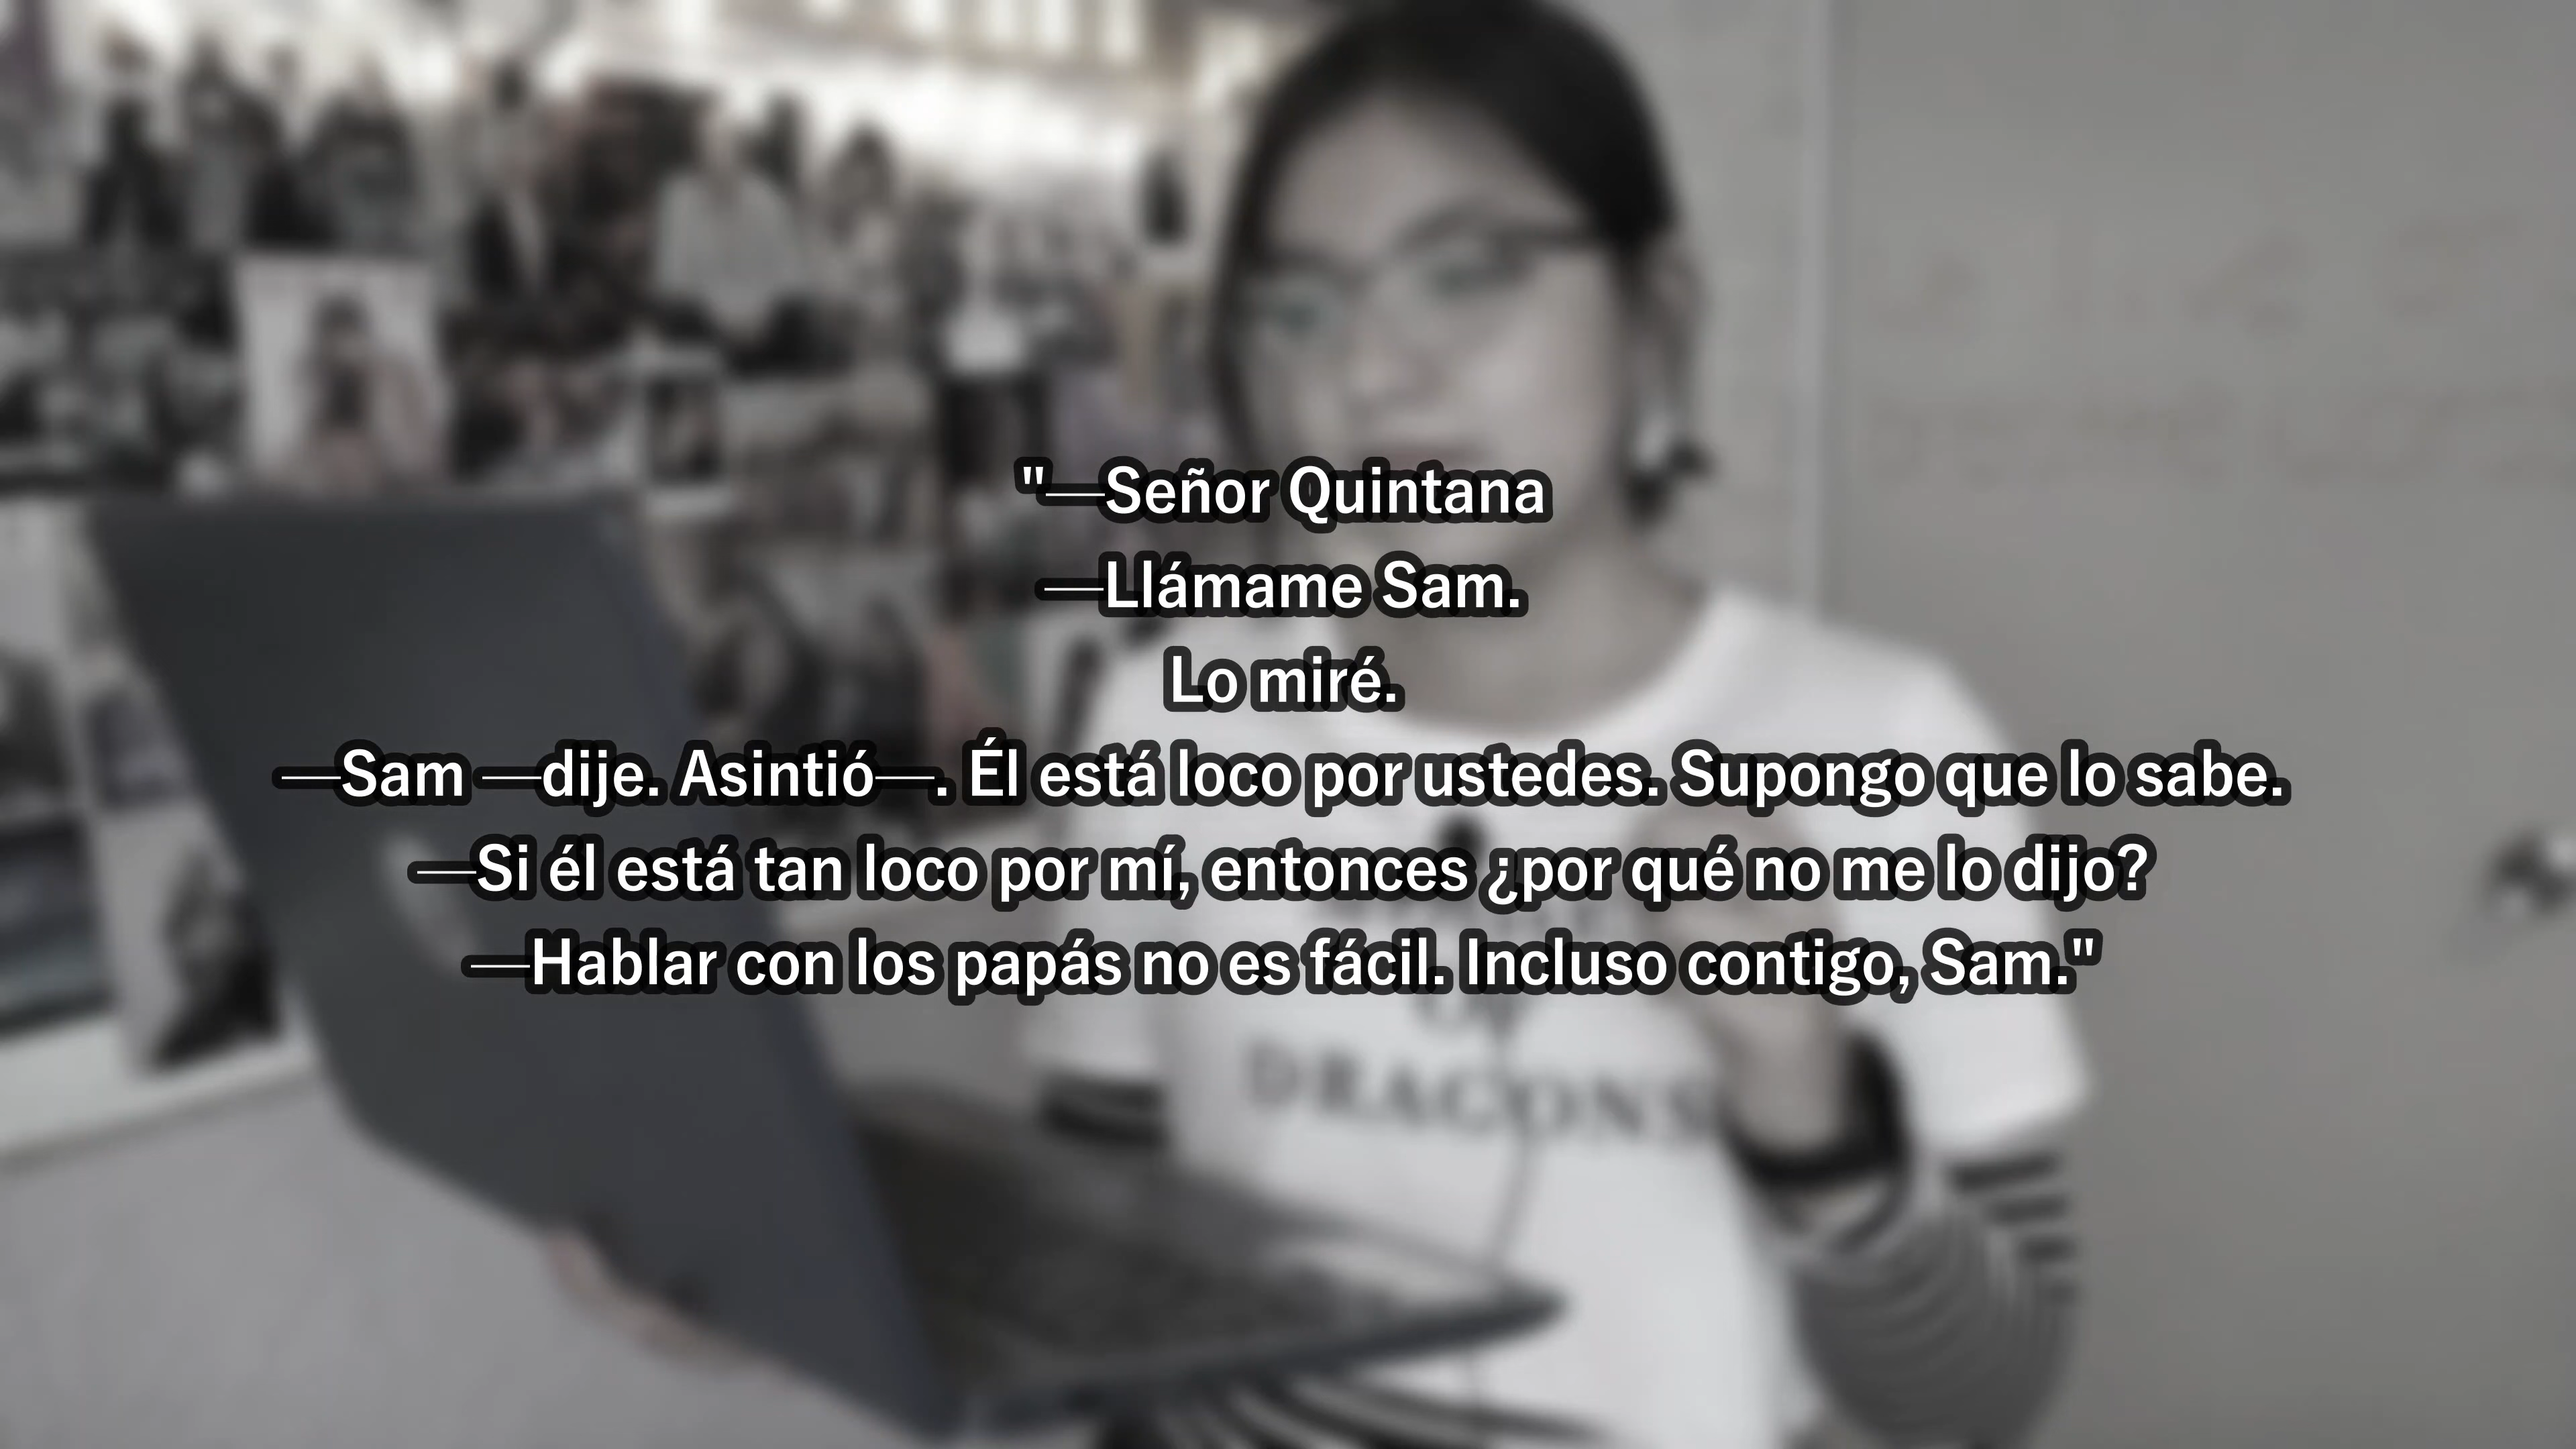 "—Señor Quintana
—Llámame Sam.
Lo miré.
—Sam —dije. Asintió—. Él está loco por ustedes. Supongo que lo sabe.
—Si él está tan loco por mí, entonces ¿por qué no me lo dijo?
—Hablar con los papás no es fácil. Incluso contigo, Sam."
DRAGONS